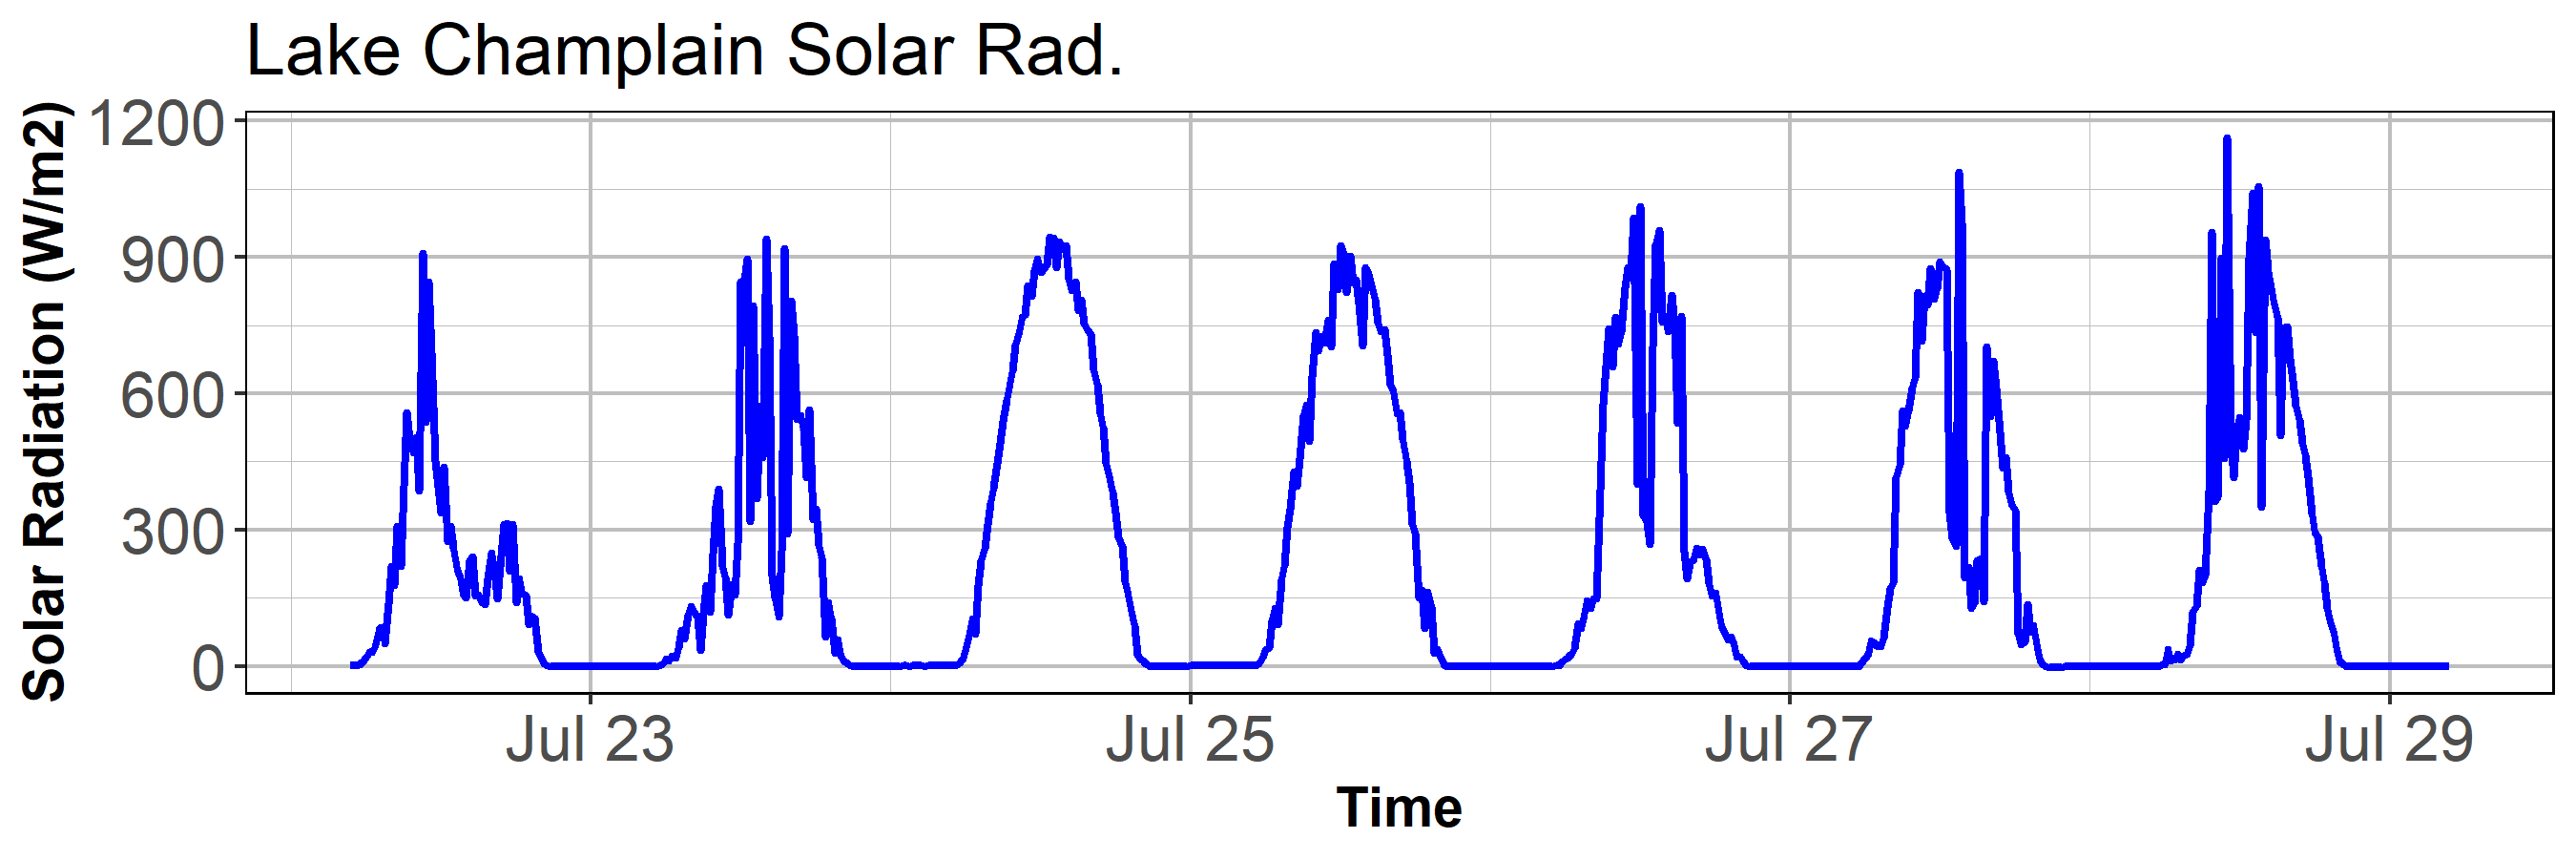 Lake Champlain Solar Rad.
Solar Radiation (W/m2)
1200
900
600
300
0
Jul 23 Jul 25 Jul 27 Jul 29
Time